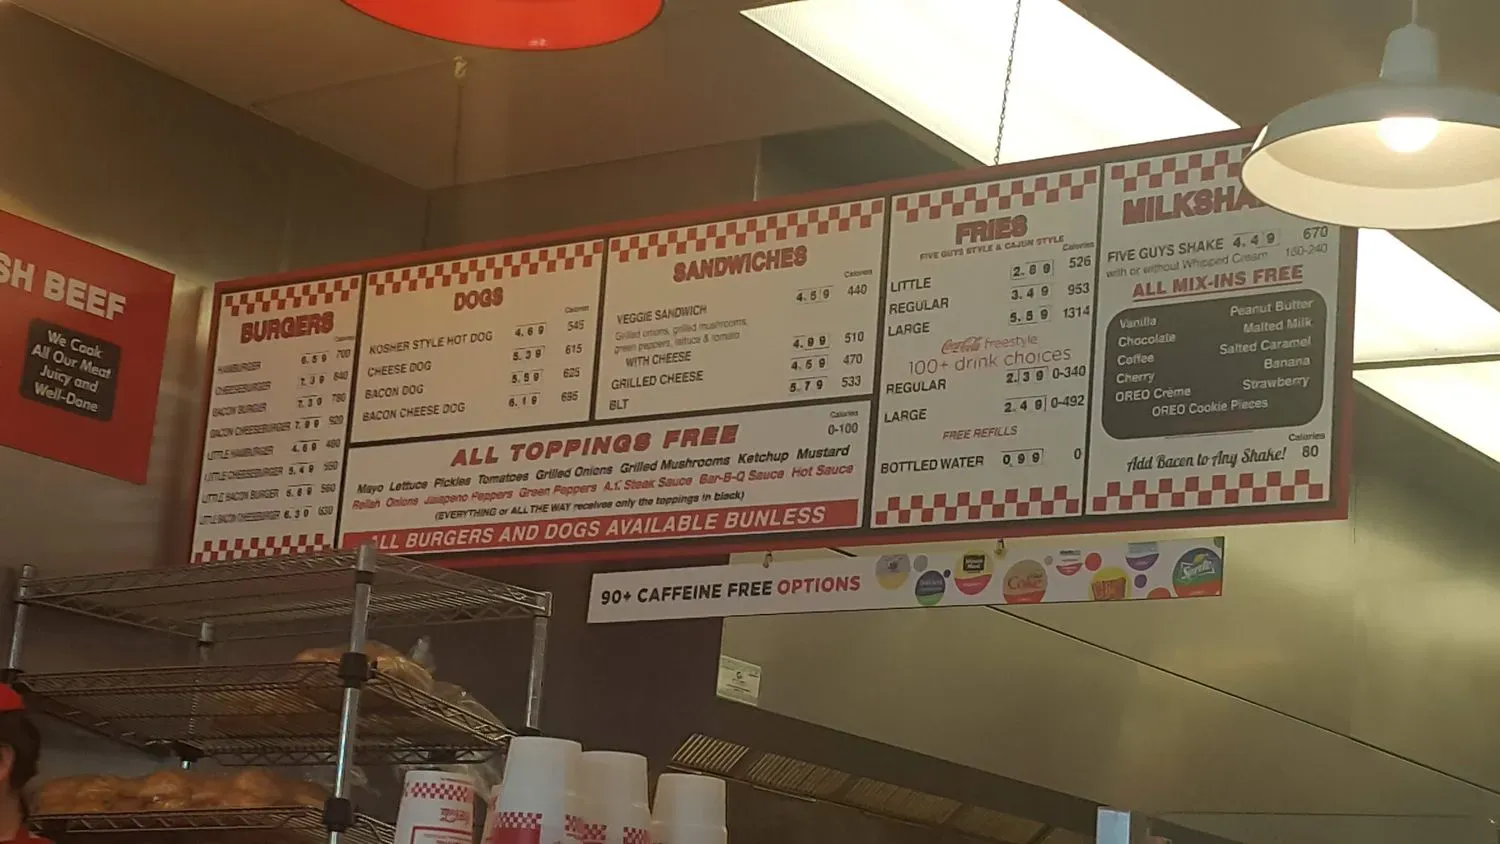 SH BEEF
We Cook
All Our Meat
Juicy and
Well-Done
BURGERS
Calories
HAMBURGER 6.59 700
CHEESEBURGER 7.39 840
BACON BURGER 7.39 780
BACON CHEESEBURGER 7.99 920
LITTLE HAMBURGER 4.69 480
LITTLE CHEESEBURGER 5.49 550
LITTLE BACON BURGER 5.69 560
LITTLE BACON CHEESEBURGER 6.39 630
DOGS
Calories
KOSHER STYLE HOT DOG 4.69 545
CHEESE DOG 5.39 615
BACON DOG 5.59 625
BACON CHEESE DOG 6.19 695
SANDWICHES
Calories
VEGGIE SANDWICH 4.59 440
Grilled onions, grilled mushrooms,
green peppers, lettuce & tomato
WITH CHEESE 4.99 510
GRILLED CHEESE 4.59 470
BLT 5.79 533
ALL TOPPINGS FREE
Calories
0-100
Mayo Lettuce Pickles Tomatoes Grilled Onions Grilled Mushrooms Ketchup Mustard
Relish Onions Jalapeno Peppers Green Peppers A.1. Steak Sauce Bar-B-Q Sauce Hot Sauce
(EVERYTHING or ALL THE WAY receives only the toppings in black)
ALL BURGERS AND DOGS AVAILABLE BUNLESS
FRIES
FIVE GUYS STYLE & CAJUN STYLE
Calories
LITTLE 2.89 526
REGULAR 3.49 953
LARGE 5.59 1314
Coca-Cola freestyle
100+ drink choices
REGULAR 2.39 0-340
LARGE 2.49 0-492
FREE REFILLS
BOTTLED WATER 0.99 0
MILKSHA
FIVE GUYS SHAKE 4.49 670
with or without Whipped Cream 160-240
ALL MIX-INS FREE
Vanilla Peanut Butter
Chocolate Malted Milk
Coffee Salted Caramel
Cherry Banana
OREO Crème Strawberry
OREO Cookie Pieces
Calories
Add Bacon to Any Shake! 80
90+ CAFFEINE FREE OPTIONS
Coke
Sprite